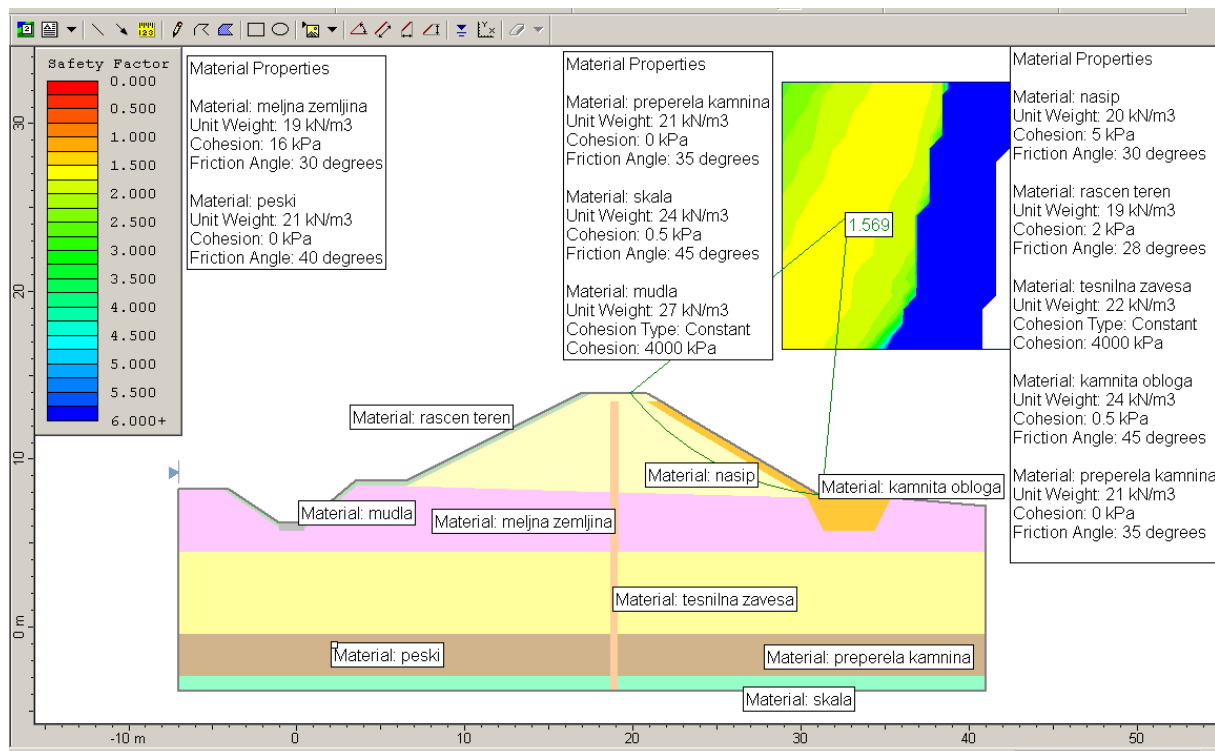 Safety Factor
0.000
0.500
1.000
1.500
2.000
2.500
3.000
3.500
4.000
4.500
5.000
5.500
6.000+
Material Properties
Material: meljna zemljina
Unit Weight: 19 kN/m3
Cohesion: 16 kPa
Friction Angle: 30 degrees
Material: peski
Unit Weight: 21 kN/m3
Cohesion: 0 kPa
Friction Angle: 40 degrees
Material Properties
Material: preperela kamnina
Unit Weight: 21 kN/m3
Cohesion: 0 kPa
Friction Angle: 35 degrees
Material: skala
Unit Weight: 24 kN/m3
Cohesion: 0.5 kPa
Friction Angle: 45 degrees
Material: mudla
Unit Weight: 27 kN/m3
Cohesion Type: Constant
Cohesion: 4000 kPa
1.569
Material Properties
Material: nasip
Unit Weight: 20 kN/m3
Cohesion: 5 kPa
Friction Angle: 30 degrees
Material: rascen teren
Unit Weight: 19 kN/m3
Cohesion: 2 kPa
Friction Angle: 28 degrees
Material: tesnilna zavesa
Unit Weight: 22 kN/m3
Cohesion Type: Constant
Cohesion: 4000 kPa
Material: kamnita obloga
Unit Weight: 24 kN/m3
Cohesion: 0.5 kPa
Friction Angle: 45 degrees
Material: preperela kamnina
Unit Weight: 21 kN/m3
Cohesion: 0 kPa
Friction Angle: 35 degrees
Material: rascen teren
Material: nasip
Material: kamnita obloga
Material: mudla
Material: meljna zemljina
Material: tesnilna zavesa
Material: peski
Material: preperela kamnina
Material: skala
30
20
10
0 m
-10 m
0
10
20
30
40
50